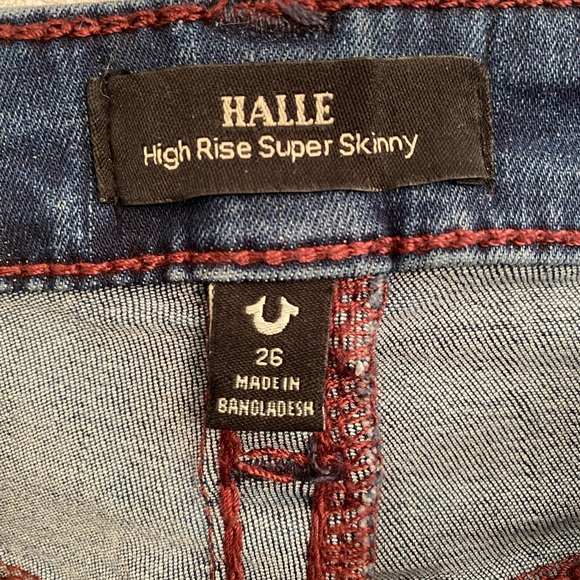 HALLE
High Rise Super Skinny
26
MADE IN
BANGLADESH